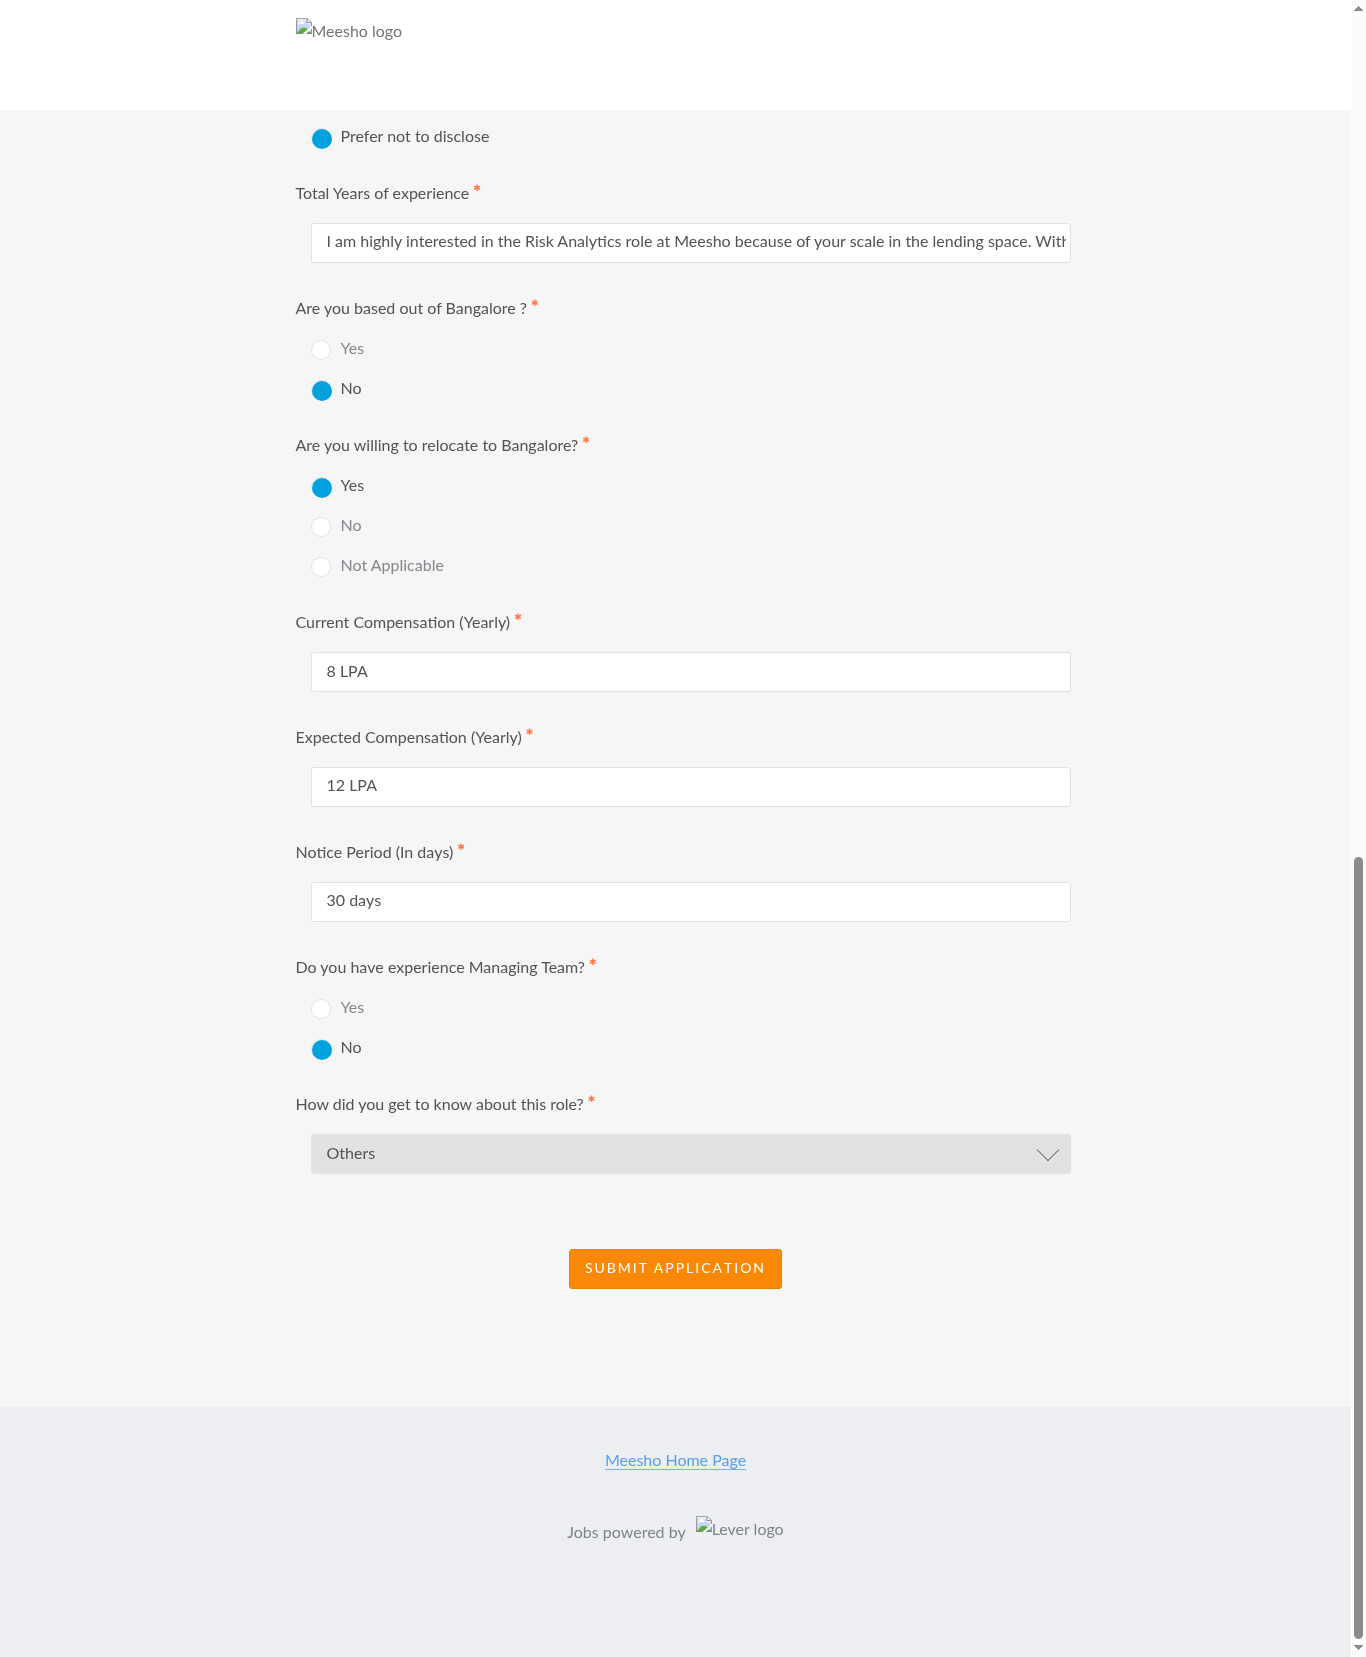 Meesho logo
Prefer not to disclose
Total Years of experience *
I am highly interested in the Risk Analytics role at Meesho because of your scale in the lending space. With
Are you based out of Bangalore ? *
Yes
No
Are you willing to relocate to Bangalore? *
Yes
No
Not Applicable
Current Compensation (Yearly) *
8 LPA
Expected Compensation (Yearly) *
12 LPA
Notice Period (In days) *
30 days
Do you have experience Managing Team? *
Yes
No
How did you get to know about this role? *
Others
SUBMIT APPLICATION
Meesho Home Page
Jobs powered by Lever logo